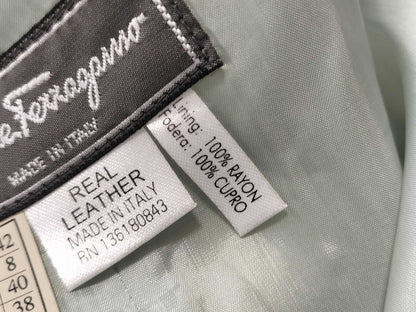 e Ferragamo
MADE IN ITALY
REAL
LEATHER
MADE IN ITALY
RN 136180843
Lining: 100% RAYON
Fodera: 100% CUPRO
42
8
40
38